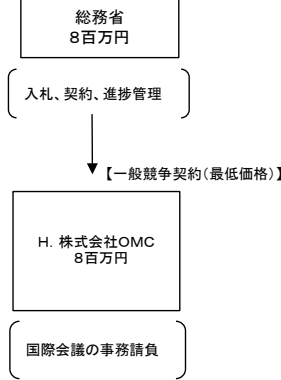 総務省
8百万円
入札、契約、進捗管理
【一般競争契約（最低価格）】
H．株式会社OMC
8百万円
国際会議の事務請負